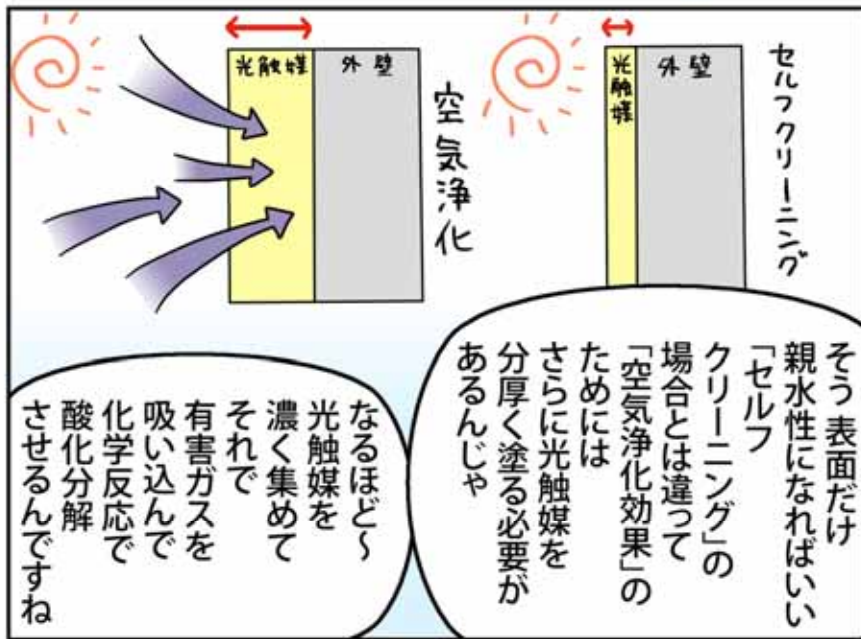 セルフクリーニング
外壁
光触媒
空気浄化
外壁
光触媒
そう 表面だけ
親水性になればいい
「セルフ
クリーニング」の
場合とは違って
「空気浄化効果」の
ためには
さらに光触媒を
分厚く塗る必要が
あるんじゃ
なるほど～
光触媒を
濃く集めて
それで
有害ガスを
吸い込んで
化学反応で
酸化分解
させるんですね